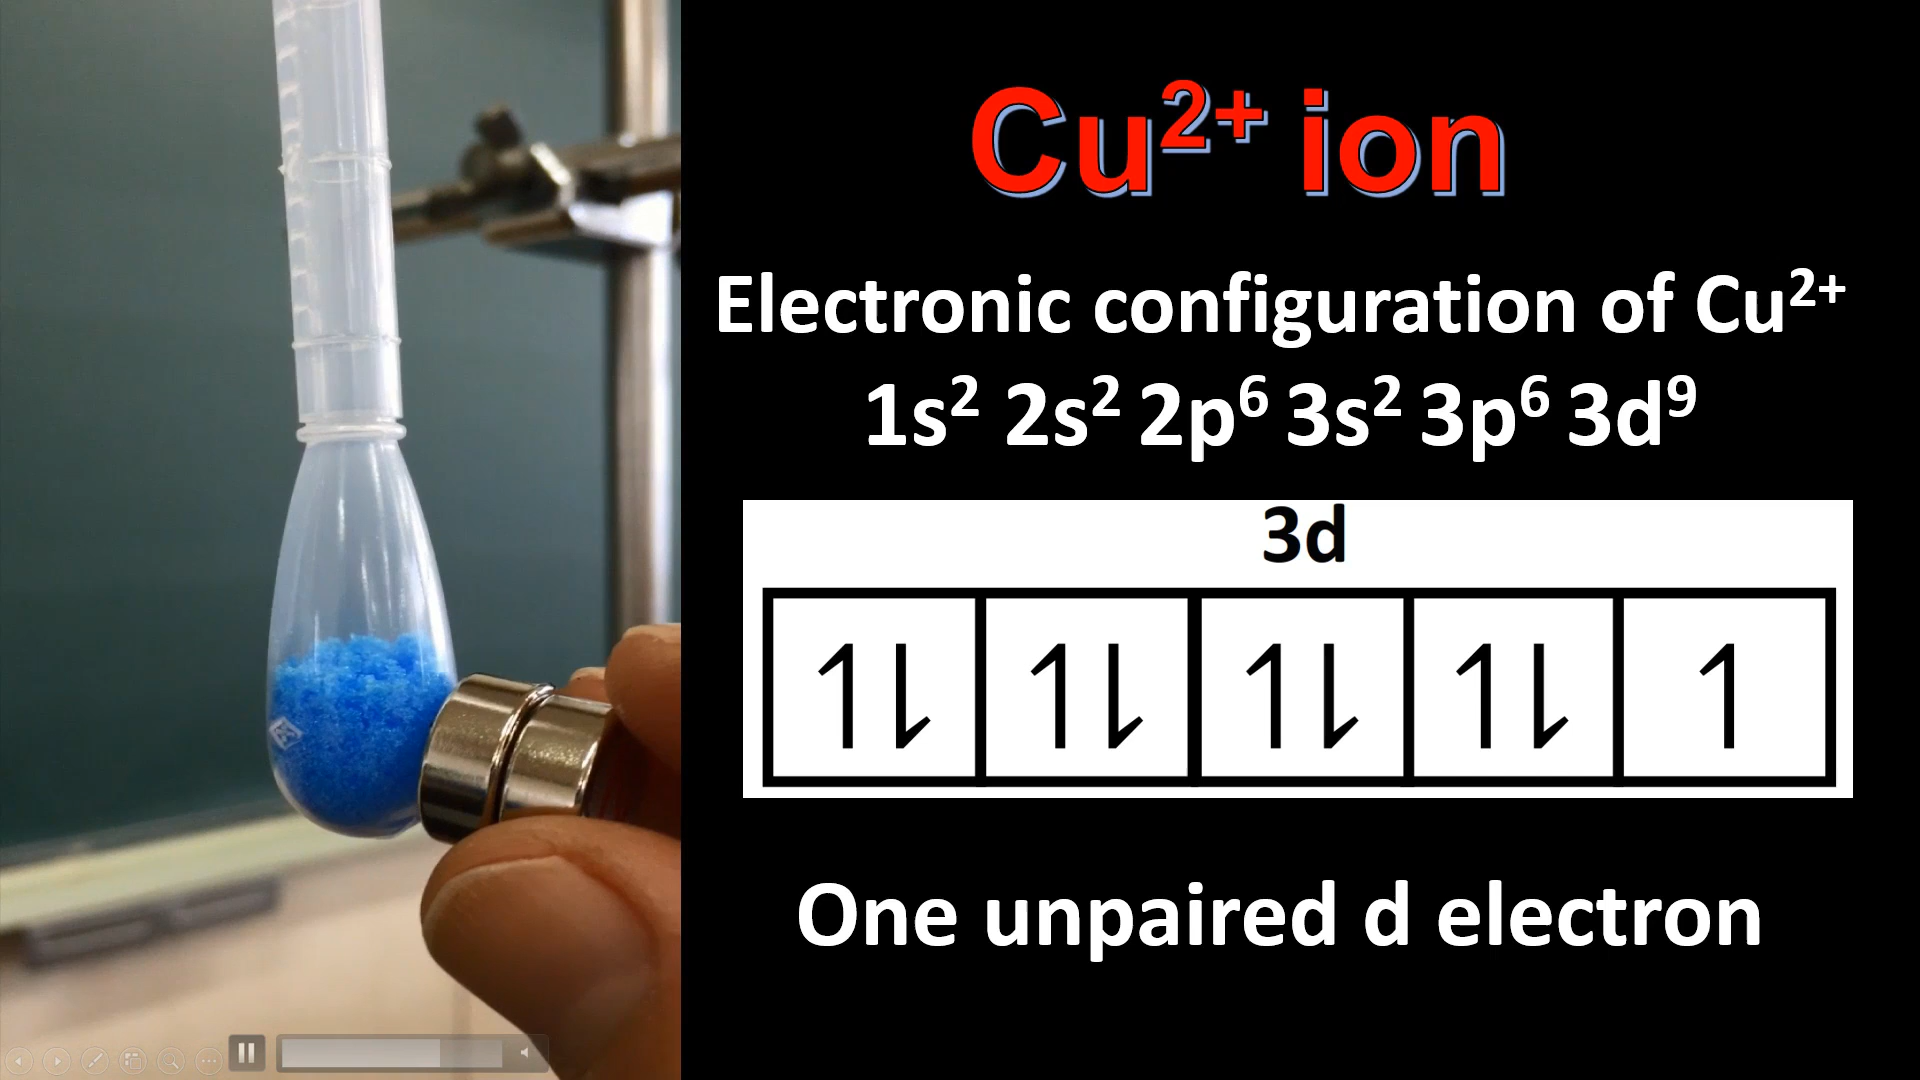 Cu²⁺ ion
Electronic configuration of Cu²⁺
1s² 2s² 2p⁶ 3s² 3p⁶ 3d⁹
3d
One unpaired d electron